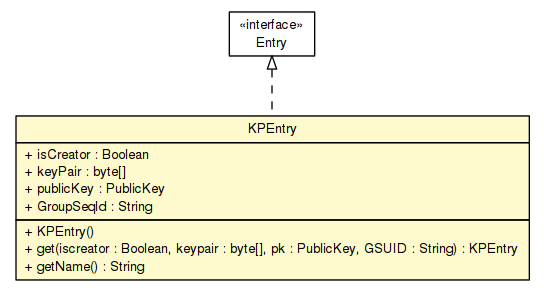 «interface»
Entry
KPEntry
+ isCreator : Boolean
+ keyPair : byte[]
+ publicKey : PublicKey
+ GroupSeqId : String
+ KPEntry()
+ get(iscreator : Boolean, keypair : byte[], pk : PublicKey, GSUID : String) : KPEntry
+ getName() : String